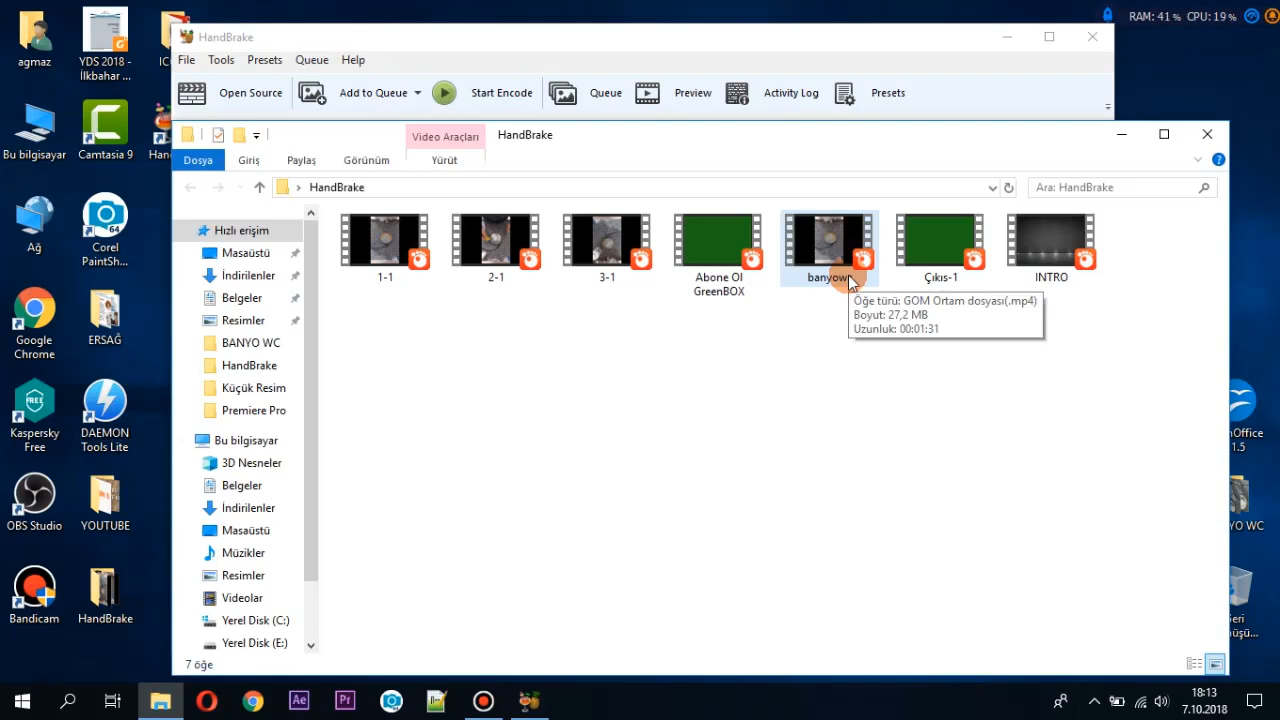 RAM: 41 % CPU: 19 %
agmaz
YDS 2018 -
İlkbahar ...
Bu bilgisayar
Camtasia 9
Ağ
Corel
PaintSh...
Google
Chrome
ERSAĞ
Kaspersky
Free
DAEMON
Tools Lite
OBS Studio
YOUTUBE
Bandicam
HandBrake
HandBrake
File Tools Presets Queue Help
Open Source Add to Queue Start Encode Queue Preview Activity Log Presets
Video Araçları HandBrake
Dosya Giriş Paylaş Görünüm Yürüt
HandBrake
Ara: HandBrake
Hızlı erişim
Masaüstü
İndirilenler
Belgeler
Resimler
BANYO WC
HandBrake
Küçük Resim
Premiere Pro
Bu bilgisayar
3D Nesneler
Belgeler
İndirilenler
Masaüstü
Müzikler
Resimler
Videolar
Yerel Disk (C:)
Yerel Disk (E:)
1-1
2-1
3-1
Abone Ol
GreenBOX
Çıkıs-1
INTRO
Öğe türü: GOM Ortam dosyası(.mp4)
Boyut: 27,2 MB
Uzunluk: 00:01:31
7 öğe
Ae
Pr
18:13
7.10.2018